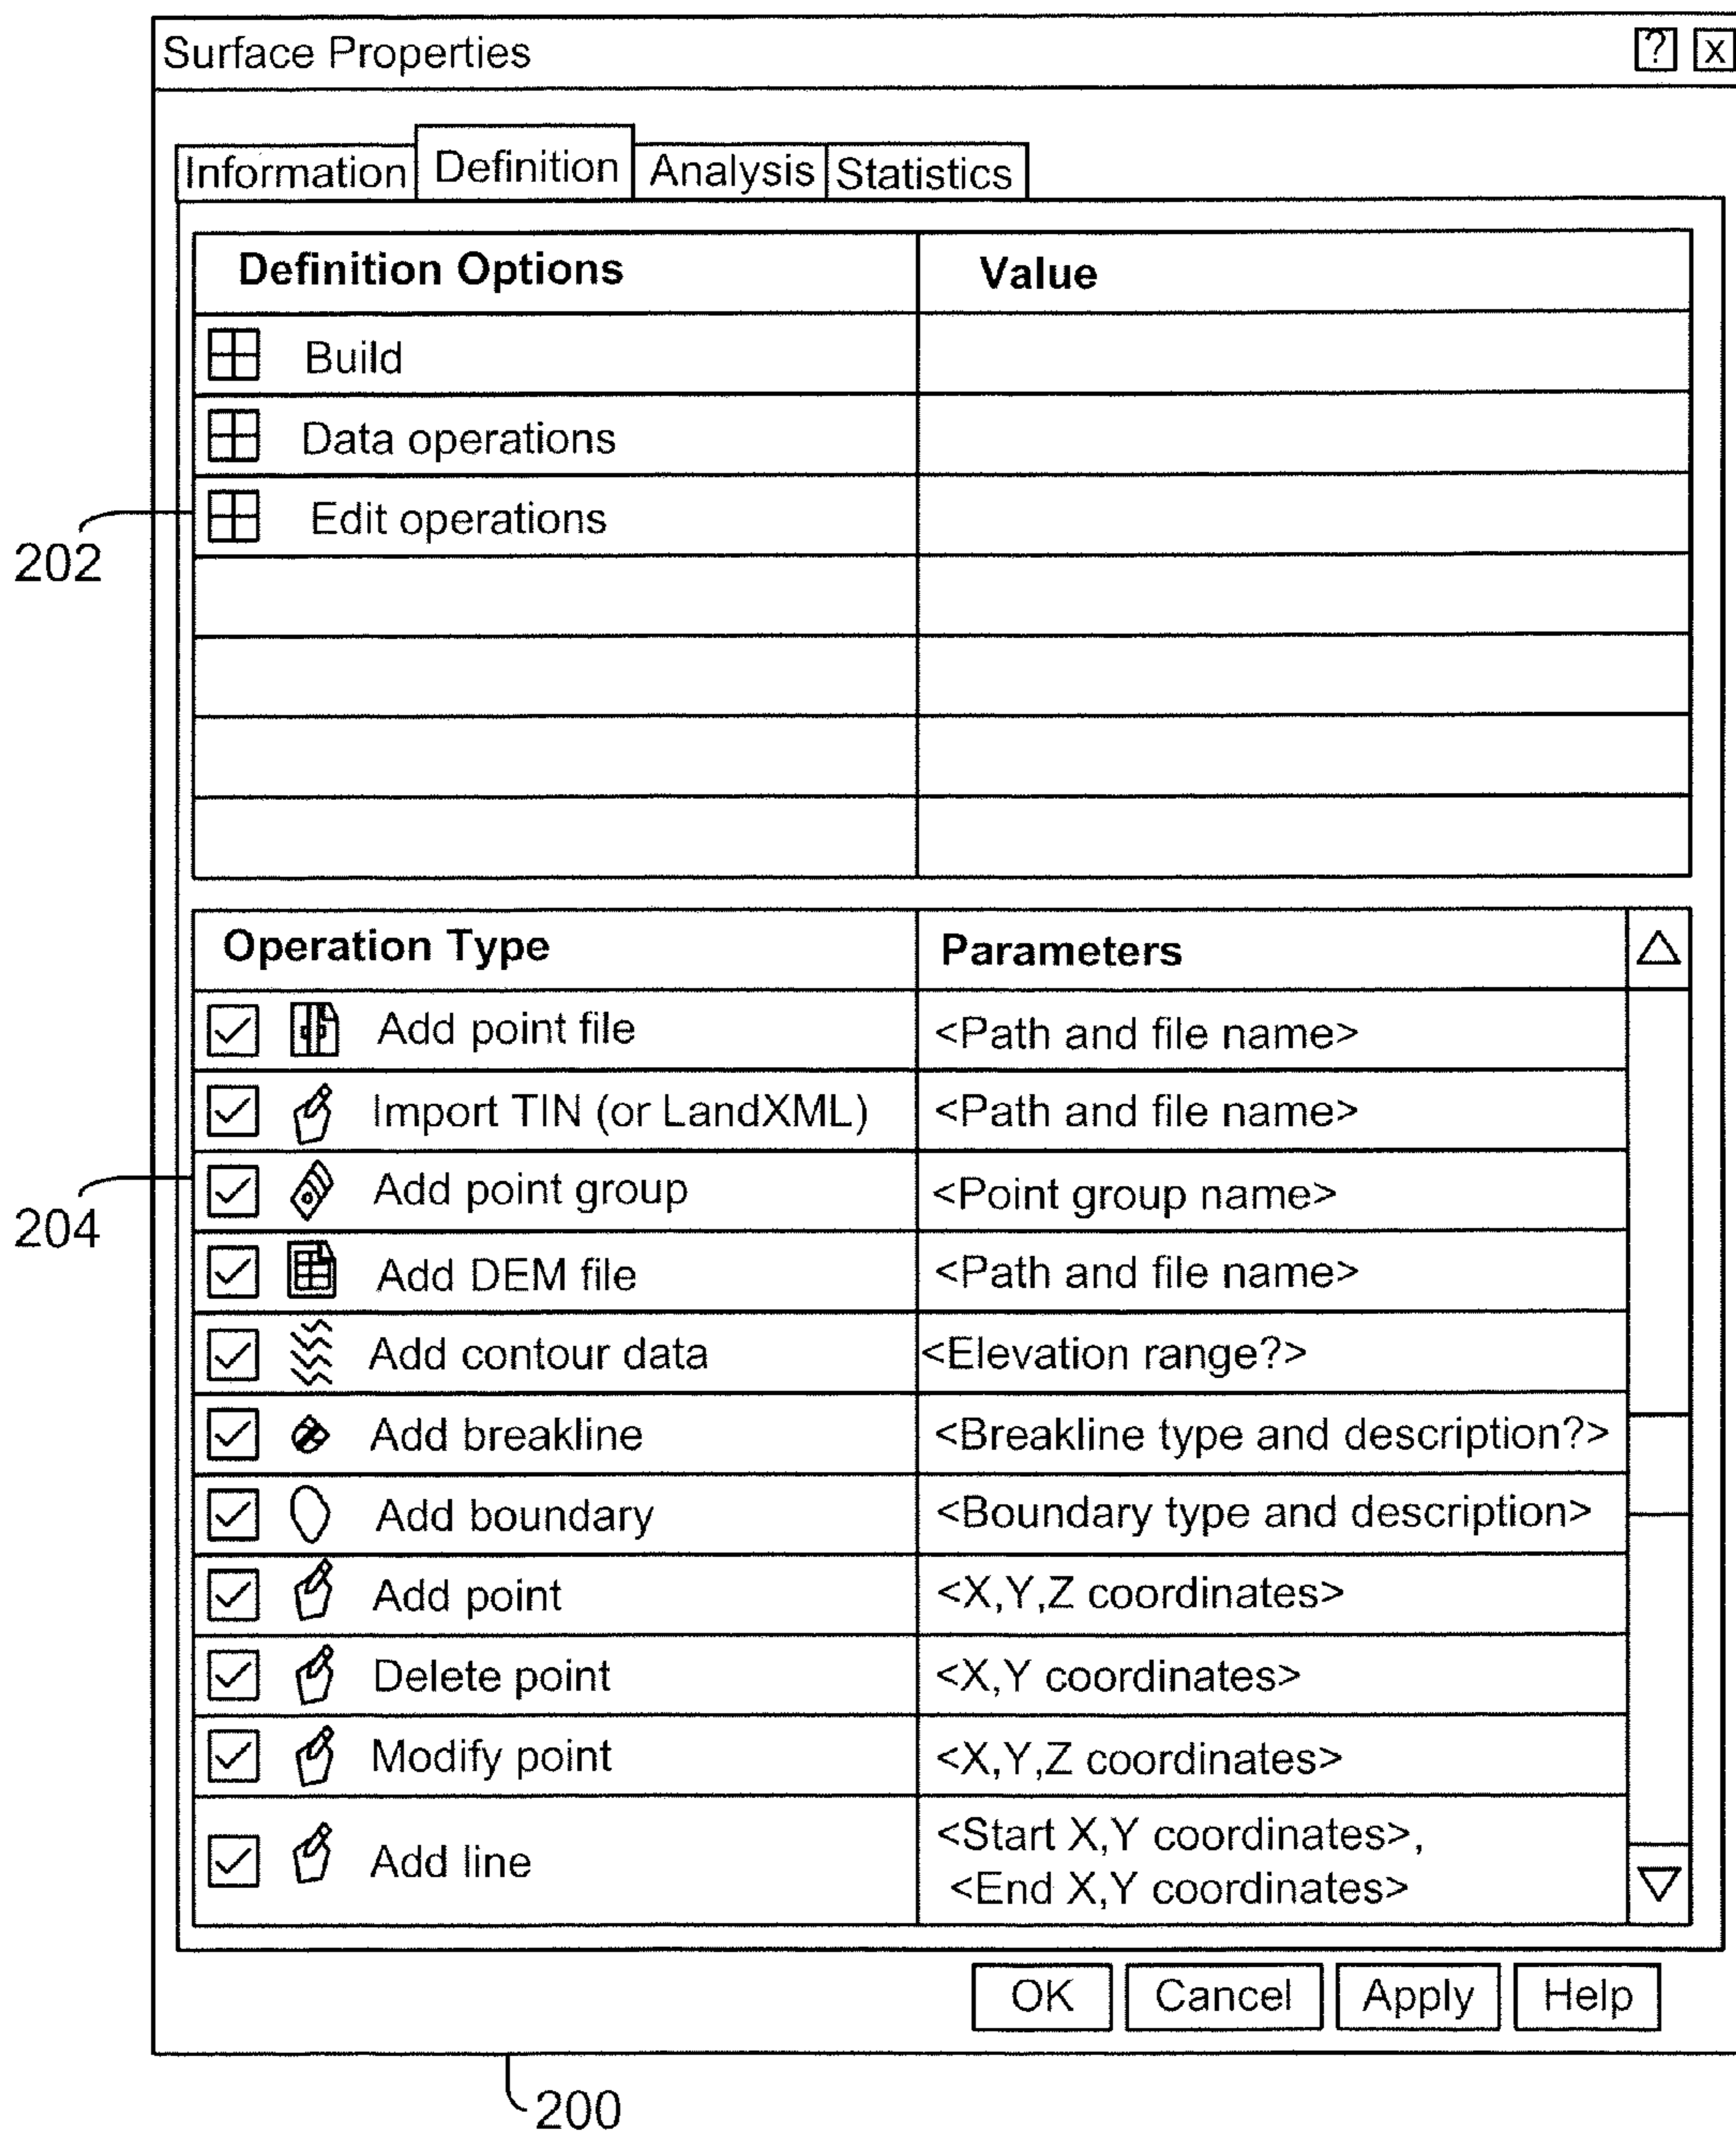 Surface Properties ? X
Information Definition Analysis Statistics
Definition Options Value
Build
Data operations
Edit operations
202
Operation Type Parameters
Add point file <Path and file name>
Import TIN (or LandXML) <Path and file name>
Add point group <Point group name>
204
Add DEM file <Path and file name>
Add contour data <Elevation range?>
Add breakline <Breakline type and description?>
Add boundary <Boundary type and description>
Add point <X,Y,Z coordinates>
Delete point <X,Y coordinates>
Modify point <X,Y,Z coordinates>
Add line <Start X,Y coordinates>,
<End X,Y coordinates>
OK Cancel Apply Help
200